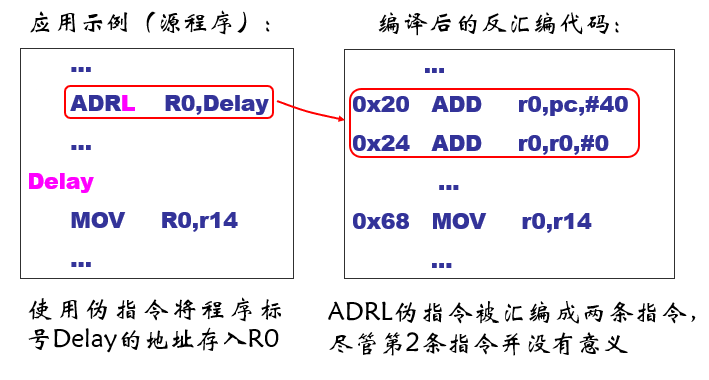 应用示例（源程序）：
...
ADRL R0,Delay
...
Delay
MOV R0,r14
...
使用伪指令将程序标
号Delay的地址存入R0
编译后的反汇编代码：
...
0x20 ADD r0,pc,#40
0x24 ADD r0,r0,#0
...
0x68 MOV r0,r14
...
ADRL伪指令被汇编成两条指令，
尽管第2条指令并没有意义